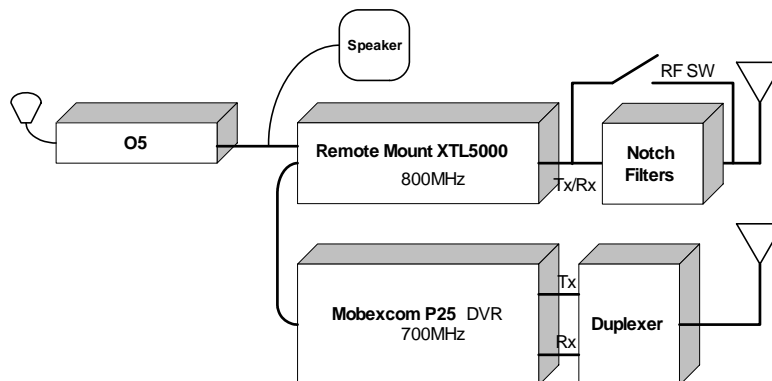 Speaker
RF SW
O5
Remote Mount XTL5000
800MHz
Tx/Rx
Notch
Filters
Mobexcom P25 DVR
700MHz
Tx
Rx
Duplexer